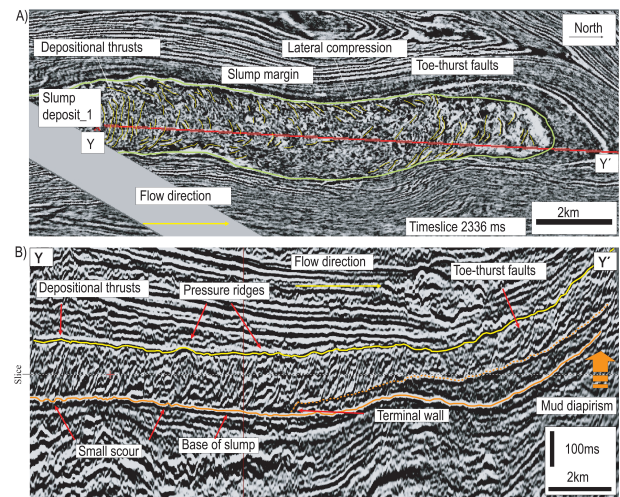 A)
North
Depositional thrusts
Lateral compression
Toe-thurst faults
Slump margin
Slump
deposit_1
Y
Y´
Flow direction
2km
Timeslice 2336 ms
B)
Y
Flow direction
Y´
Toe-thurst faults
Depositional thrusts
Pressure ridges
Slice
Mud diapirism
Terminal wall
Small scour
Base of slump
100ms
2km